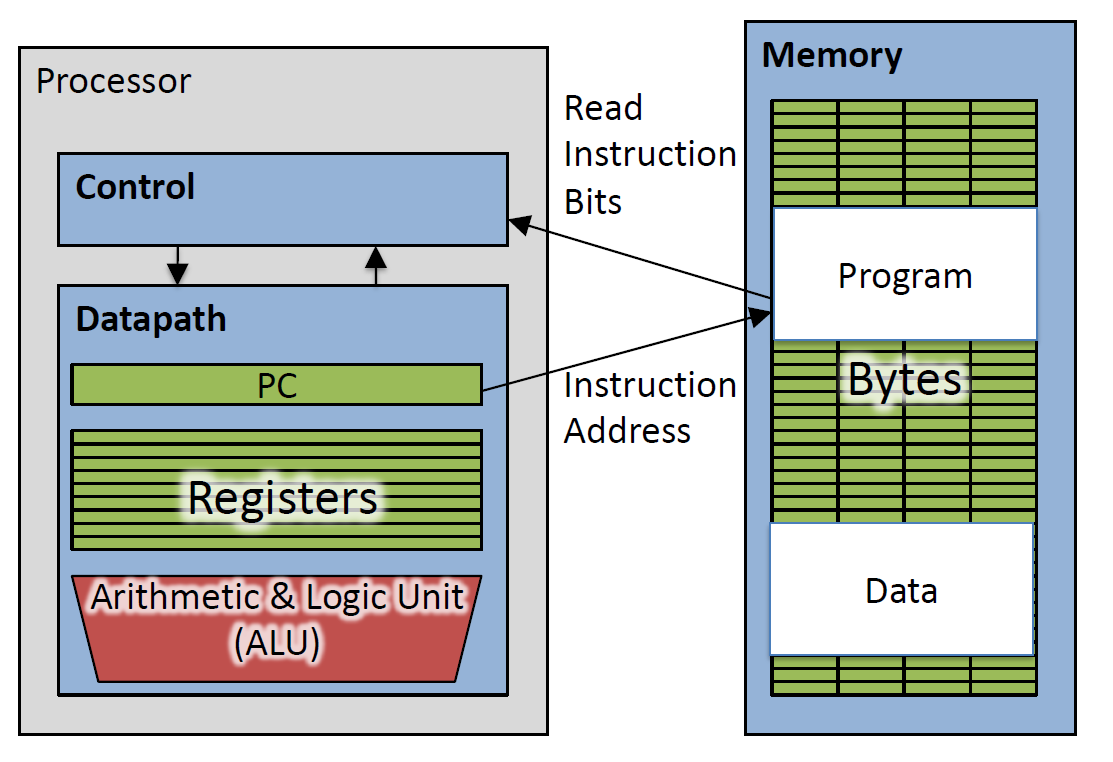 Processor
Control
Datapath
PC
Registers
Arithmetic & Logic Unit
(ALU)
Read
Instruction
Bits
Instruction
Address
Memory
Program
Bytes
Data